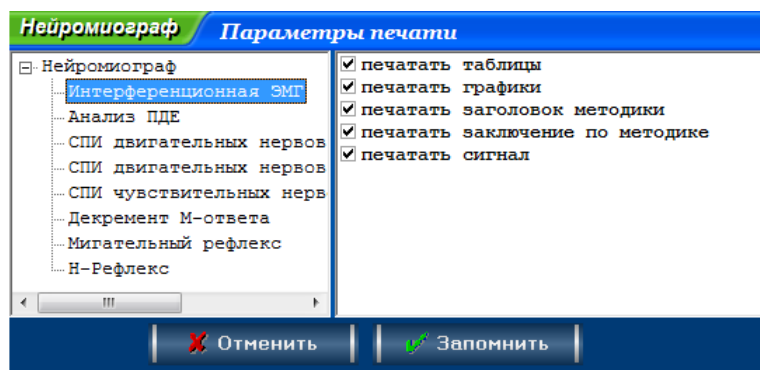 Нейромиограф
Параметры печати
Нейромиограф
Интерференционная ЭМГ
Анализ ПДЕ
СПИ двигательных нервов
СПИ двигательных нервов
СПИ чувствительных нерв
Декремент М-ответа
Мигательный рефлекс
Н-Рефлекс
печатать таблицы
печатать графики
печатать заголовок методики
печатать заключение по методике
печатать сигнал
Отменить
Запомнить